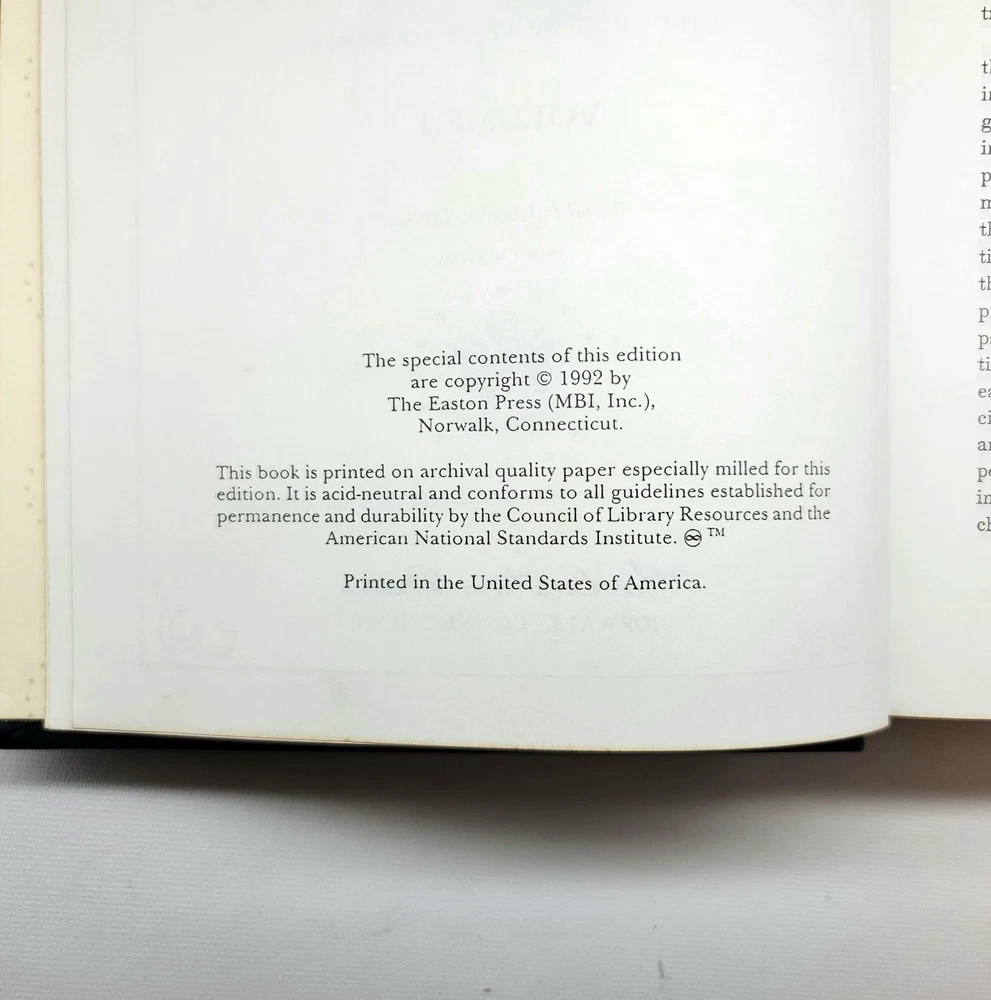 The special contents of this edition
are copyright © 1992 by
The Easton Press (MBI, Inc.),
Norwalk, Connecticut.
This book is printed on archival quality paper especially milled for this
edition. It is acid-neutral and conforms to all guidelines established for
permanence and durability by the Council of Library Resources and the
American National Standards Institute. ♾ ™
Printed in the United States of America.